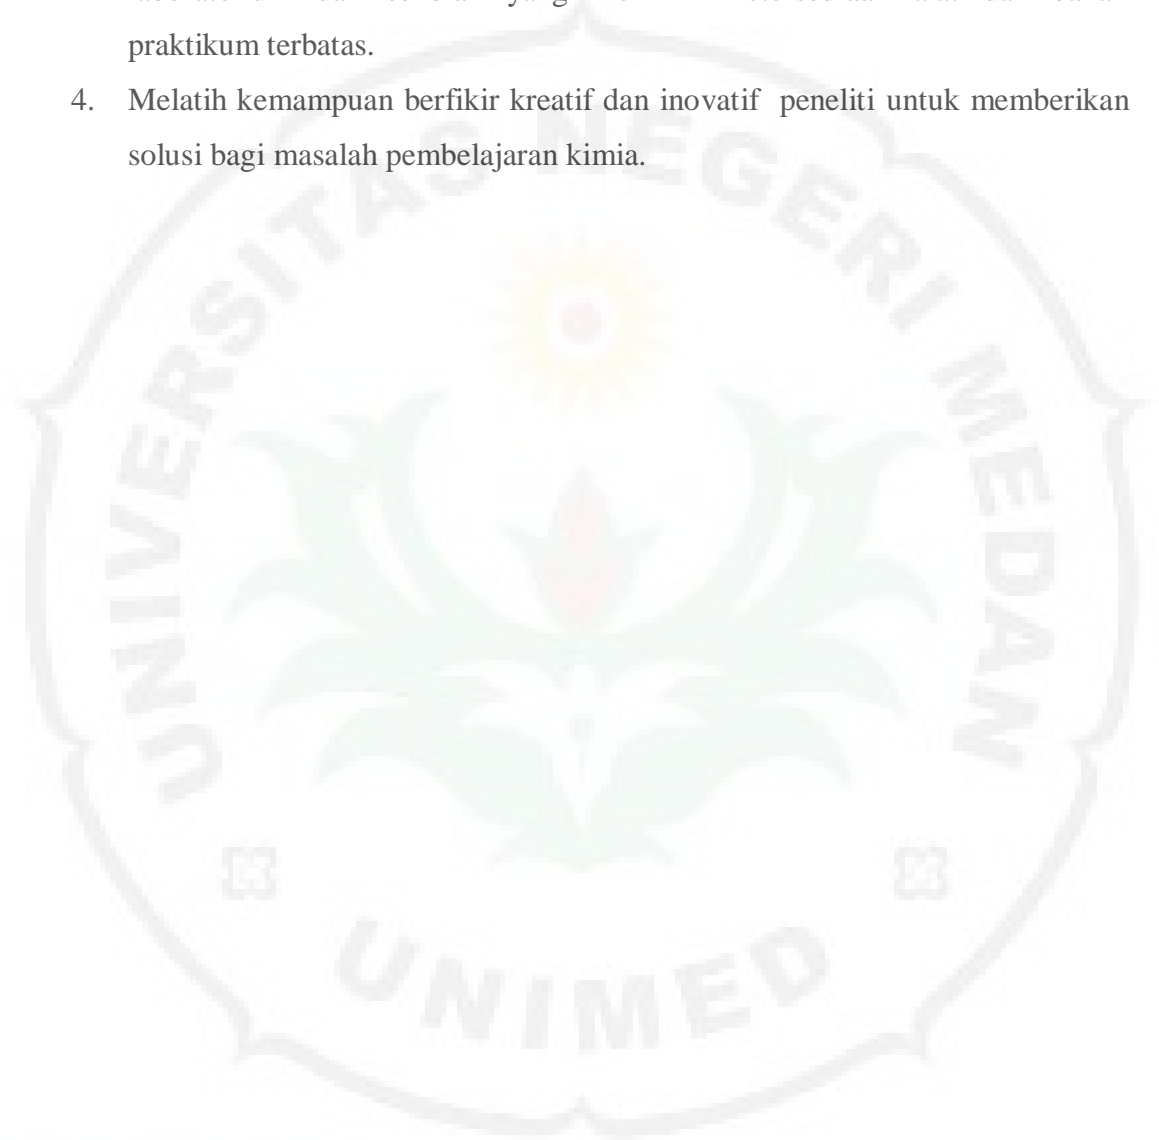 praktikum terbatas.
4. Melatih kemampuan berfikir kreatif dan inovatif peneliti untuk memberikan
solusi bagi masalah pembelajaran kimia.
UNIVERSITAS NEGERI MEDAN
UNIMED